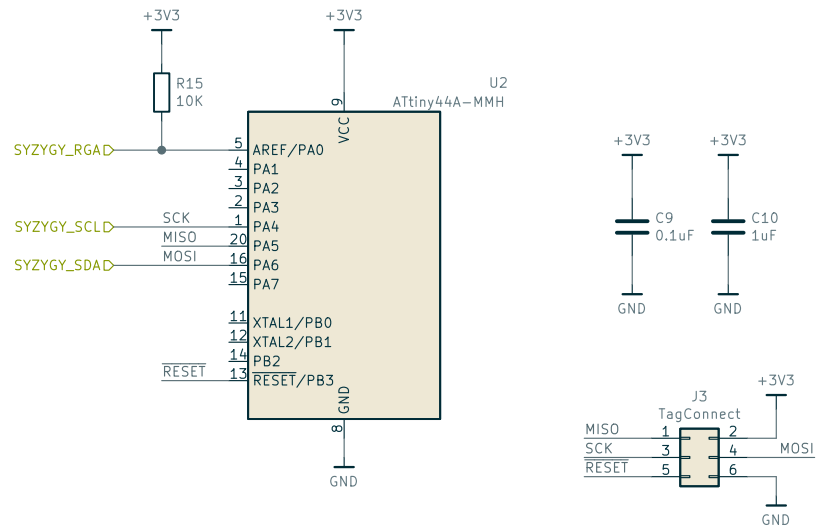 +3V3
+3V3
R15
10K
U2
ATtiny44A-MMH
9
VCC
SYZYGY_RGA
5
AREF/PA0
4
PA1
3
PA2
2
PA3
SYZYGY_SCL
SCK
1
PA4
MISO
20
PA5
SYZYGY_SDA
MOSI
16
PA6
15
PA7
11
XTAL1/PB0
12
XTAL2/PB1
14
PB2
RESET
13
RESET/PB3
GND
8
GND
+3V3
+3V3
C9
0.1uF
C10
1uF
GND
GND
+3V3
J3
TagConnect
MISO
1
2
SCK
3
4
MOSI
RESET
5
6
GND